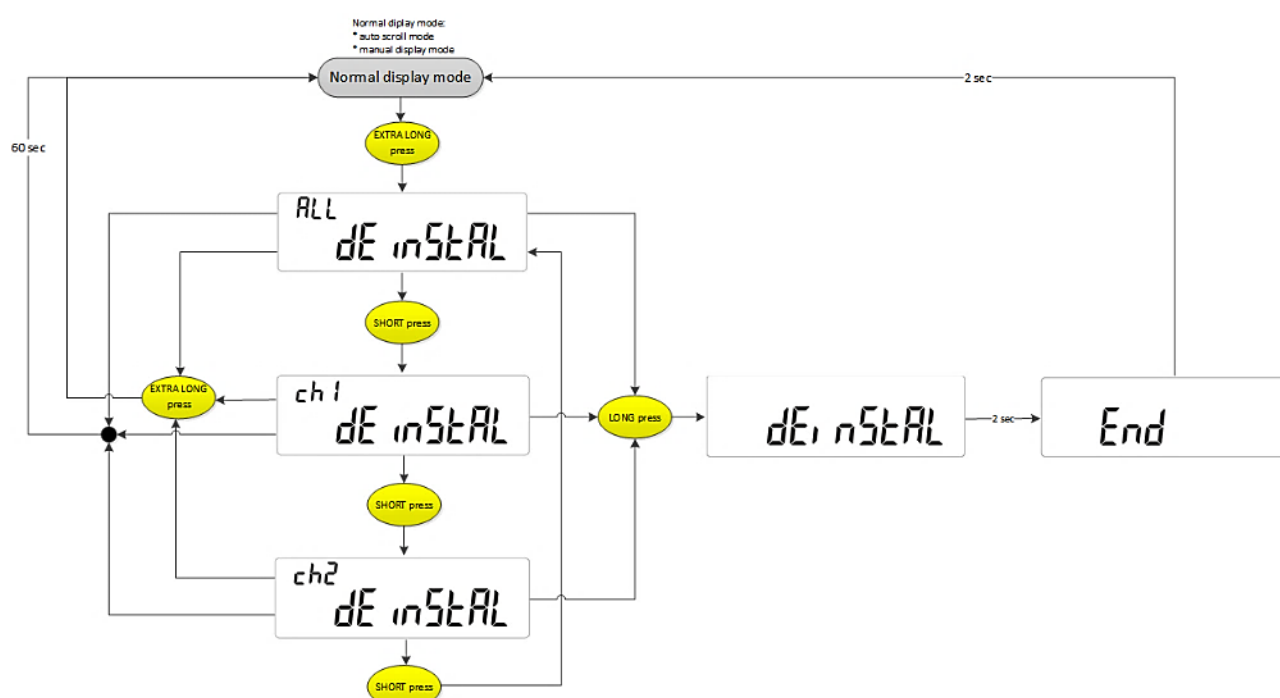 Normal diplay mode:
* auto scroll mode
* manual display mode
Normal display mode
2 sec
EXTRA LONG
press
60 sec
ALL
dE inStAL
SHORT press
EXTRA LONG
press
ch1
dE inStAL
LONG press
dEi nStAL
2 sec
End
SHORT press
ch2
dE inStAL
SHORT press